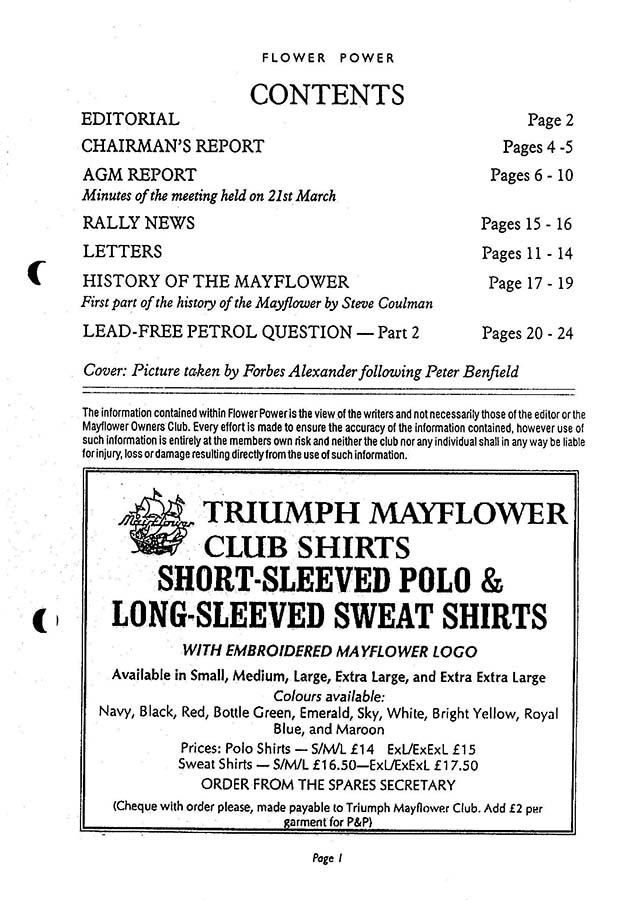 FLOWER POWER
CONTENTS
EDITORIAL Page 2
CHAIRMAN'S REPORT Pages 4 -5
AGM REPORT Pages 6 - 10
Minutes of the meeting held on 21st March
RALLY NEWS Pages 15 - 16
LETTERS Pages 11 - 14
HISTORY OF THE MAYFLOWER Page 17 - 19
First part of the history of the Mayflower by Steve Coulman
LEAD-FREE PETROL QUESTION — Part 2 Pages 20 - 24
Cover: Picture taken by Forbes Alexander following Peter Benfield
The information contained within Flower Power is the view of the writers and not necessarily those of the editor or the
Mayflower Owners Club. Every effort is made to ensure the accuracy of the information contained, however use of
such information is entirely at the members own risk and neither the club nor any individual shall in any way be liable
for injury, loss or damage resulting directly from the use of such information.
Mayflower
TRIUMPH MAYFLOWER
CLUB SHIRTS
SHORT-SLEEVED POLO &
LONG-SLEEVED SWEAT SHIRTS
WITH EMBROIDERED MAYFLOWER LOGO
Available in Small, Medium, Large, Extra Large, and Extra Extra Large
Colours available:
Navy, Black, Red, Bottle Green, Emerald, Sky, White, Bright Yellow, Royal
Blue, and Maroon
Prices: Polo Shirts — S/M/L £14 ExL/ExExL £15
Sweat Shirts — S/M/L £16.50—ExL/ExExL £17.50
ORDER FROM THE SPARES SECRETARY
(Cheque with order please, made payable to Triumph Mayflower Club. Add £2 per
garment for P&P)
Page 1